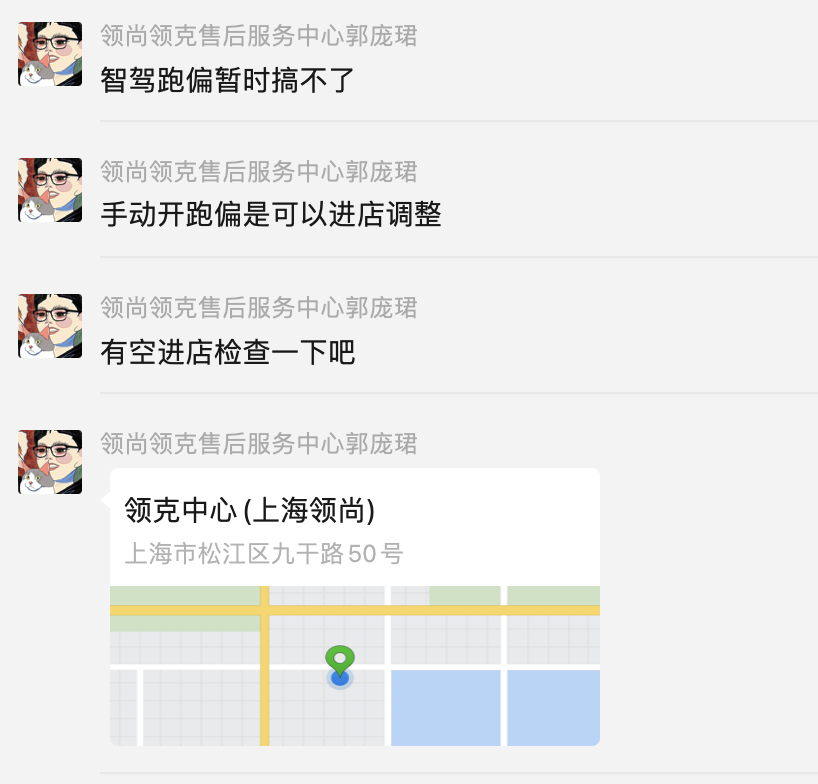 领尚领克售后服务中心郭庞珺
智驾跑偏暂时搞不了
领尚领克售后服务中心郭庞珺
手动开跑偏是可以进店调整
领尚领克售后服务中心郭庞珺
有空进店检查一下吧
领尚领克售后服务中心郭庞珺
领克中心(上海领尚)
上海市松江区九干路50号